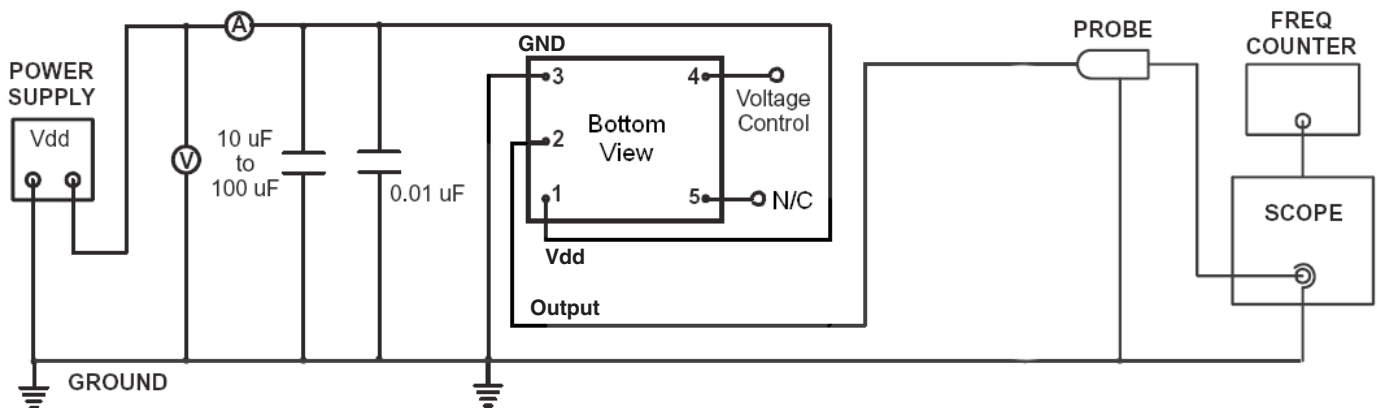 POWER
SUPPLY
Vdd
A
V
10 uF
to
100 uF
0.01 uF
GROUND
GND
3
2
1
Bottom
View
4
5
Voltage
Control
N/C
Vdd
Output
PROBE
FREQ
COUNTER
SCOPE